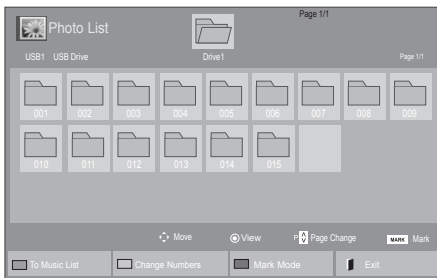 Page 1/1
Photo List
USB1 USB Drive Drive1 Page 1/1
001 002 003 004 005 006 007 008 009
010 011 012 013 014 015
Move View P Page Change MARK Mark
To Music List Change Numbers Mark Mode Exit